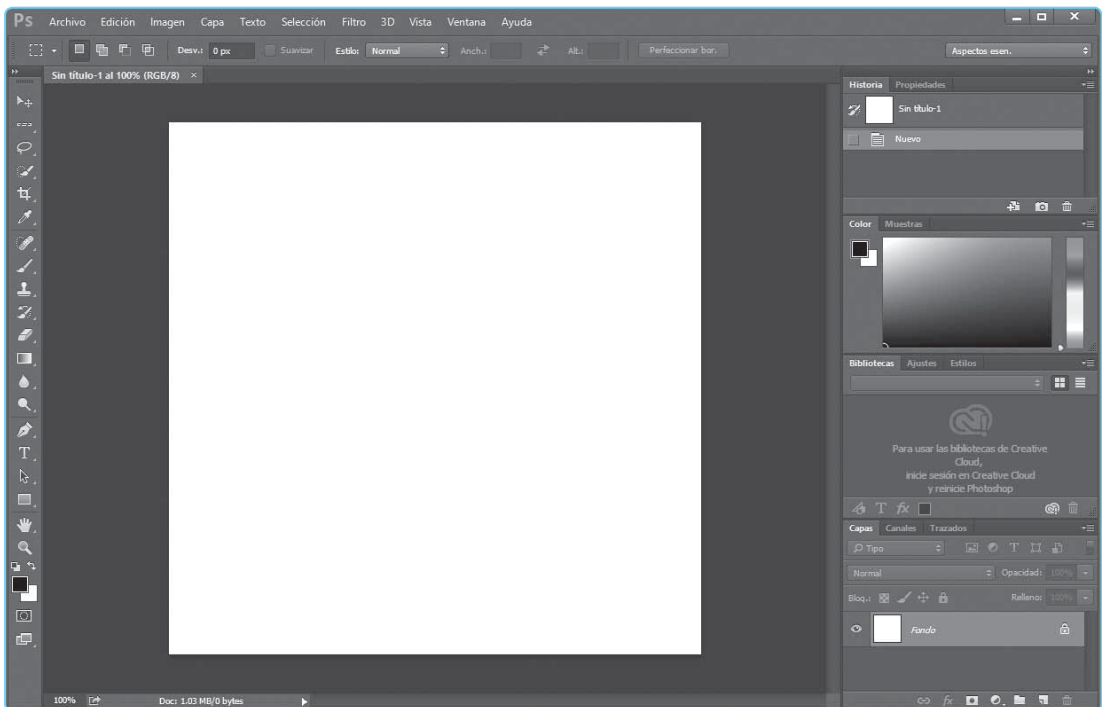 Ps Archivo Edición Imagen Capa Texto Selección Filtro 3D Vista Ventana Ayuda
Desv.: 0 px Suavizar Estilo: Normal Anch.: Alt.: Perfeccionar bor. Aspectos esen.
Sin título-1 al 100% (RGB/8) ×
Historia Propiedades
Sin título-1
Nuevo
Color Muestras
Bibliotecas Ajustes Estilos
Para usar las bibliotecas de Creative
Cloud,
inicie sesión en Creative Cloud
y reinicie Photoshop
T fx
Capas Canales Trazados
Tipo T
Normal Opacidad: 100%
Bloq.: Relleno: 100%
Fondo
T
100% Doc: 1.03 MB/0 bytes
fx